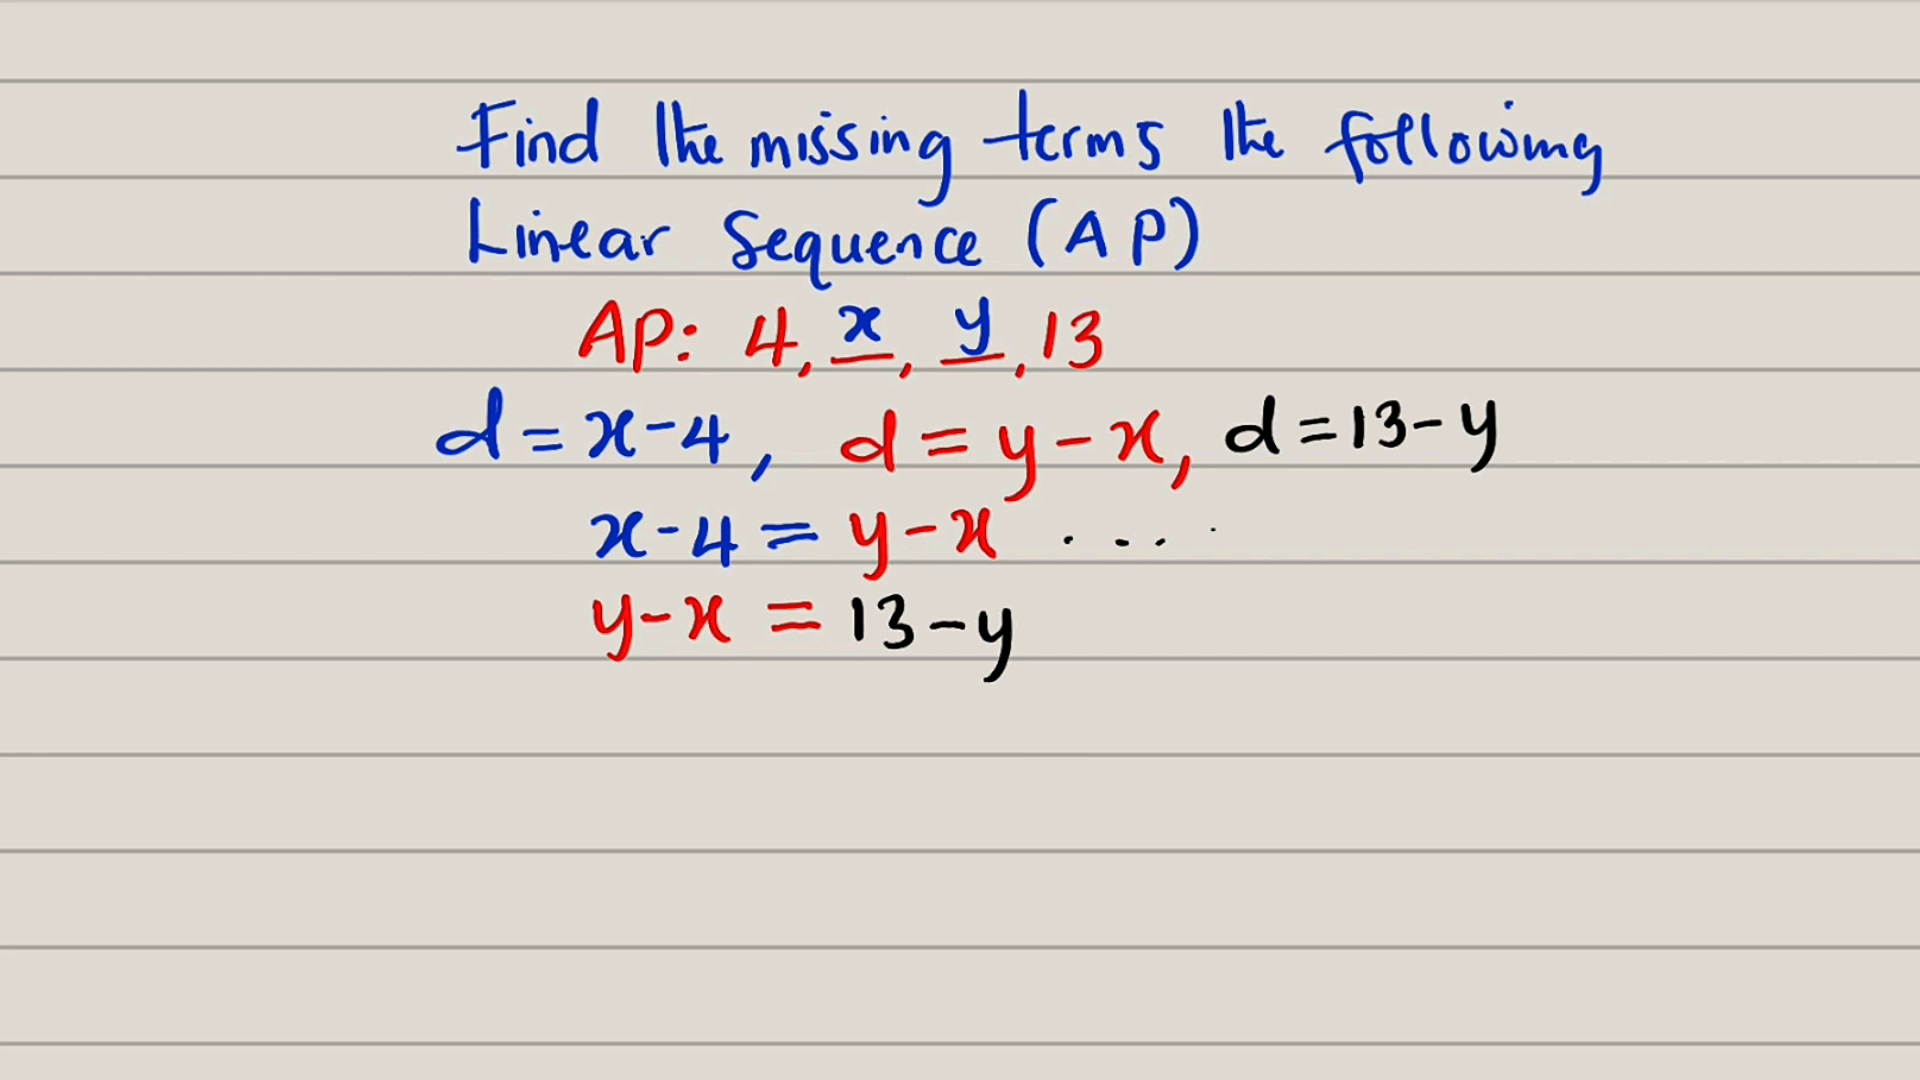 Find the missing terms the following
Linear Sequence (AP)
AP: 4, x, y, 13
d = x - 4, d = y - x, d = 13 - y
x - 4 = y - x ....
y - x = 13 - y